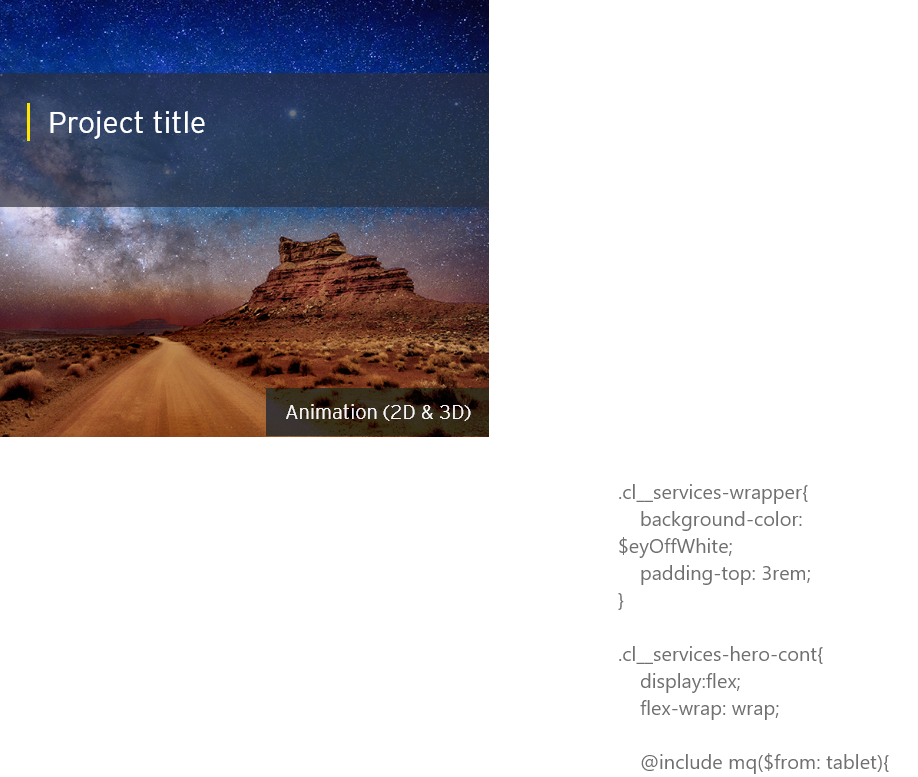 Project title
Animation (2D & 3D)
.cl__services-wrapper{
background-color:
$eyOffWhite;
padding-top: 3rem;
}
.cl__services-hero-cont{
display:flex;
flex-wrap: wrap;
@include mq($from: tablet){